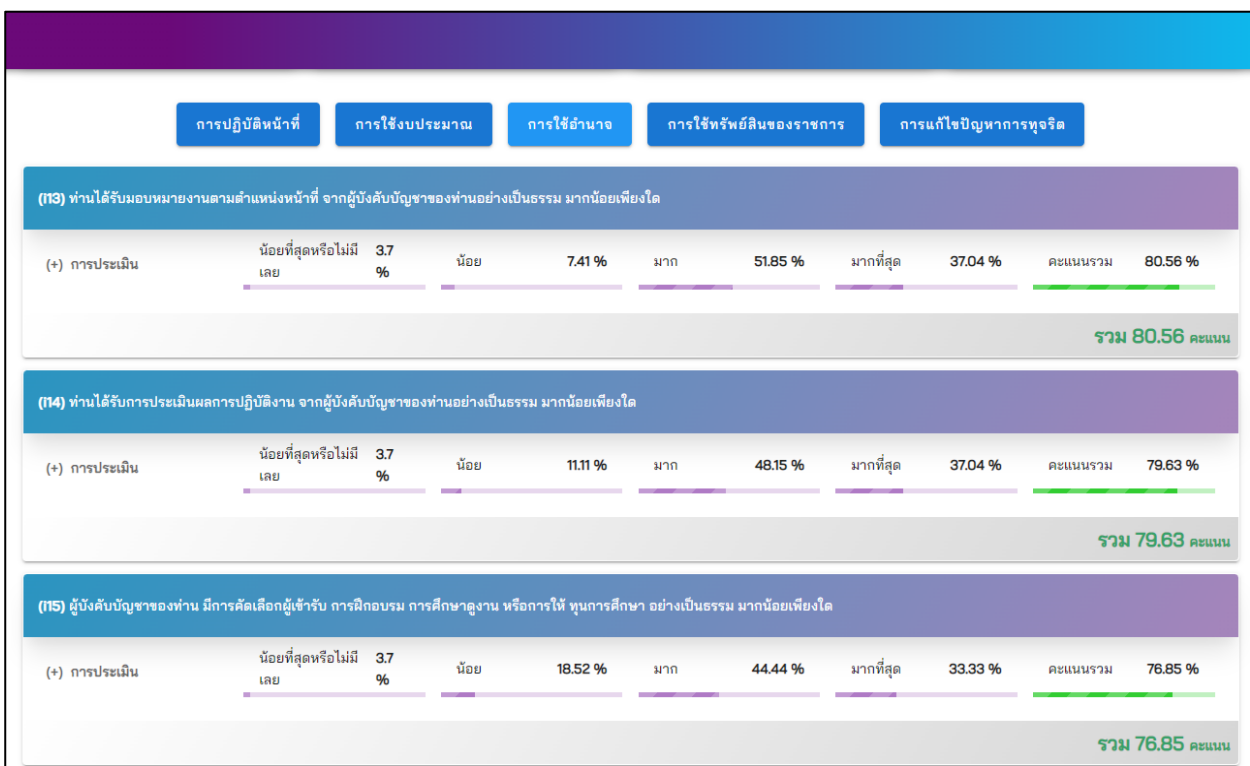 การปฏิบัติหน้าที่ การใช้งบประมาณ การใช้อำนาจ การใช้ทรัพย์สินของราชการ การแก้ไขปัญหาการทุจริต
(I13) ท่านได้รับมอบหมายงานตามตำแหน่งหน้าที่ จากผู้บังคับบัญชาของท่านอย่างเป็นธรรม มากน้อยเพียงใด
(+) การประเมิน น้อยที่สุดหรือไม่มีเลย 3.7 % น้อย 7.41 % มาก 51.85 % มากที่สุด 37.04 % คะแนนรวม 80.56 %
รวม 80.56 คะแนน
(I14) ท่านได้รับการประเมินผลการปฏิบัติงาน จากผู้บังคับบัญชาของท่านอย่างเป็นธรรม มากน้อยเพียงใด
(+) การประเมิน น้อยที่สุดหรือไม่มีเลย 3.7 % น้อย 11.11 % มาก 48.15 % มากที่สุด 37.04 % คะแนนรวม 79.63 %
รวม 79.63 คะแนน
(I15) ผู้บังคับบัญชาของท่าน มีการคัดเลือกผู้เข้ารับ การฝึกอบรม การศึกษาดูงาน หรือการให้ ทุนการศึกษา อย่างเป็นธรรม มากน้อยเพียงใด
(+) การประเมิน น้อยที่สุดหรือไม่มีเลย 3.7 % น้อย 18.52 % มาก 44.44 % มากที่สุด 33.33 % คะแนนรวม 76.85 %
รวม 76.85 คะแนน